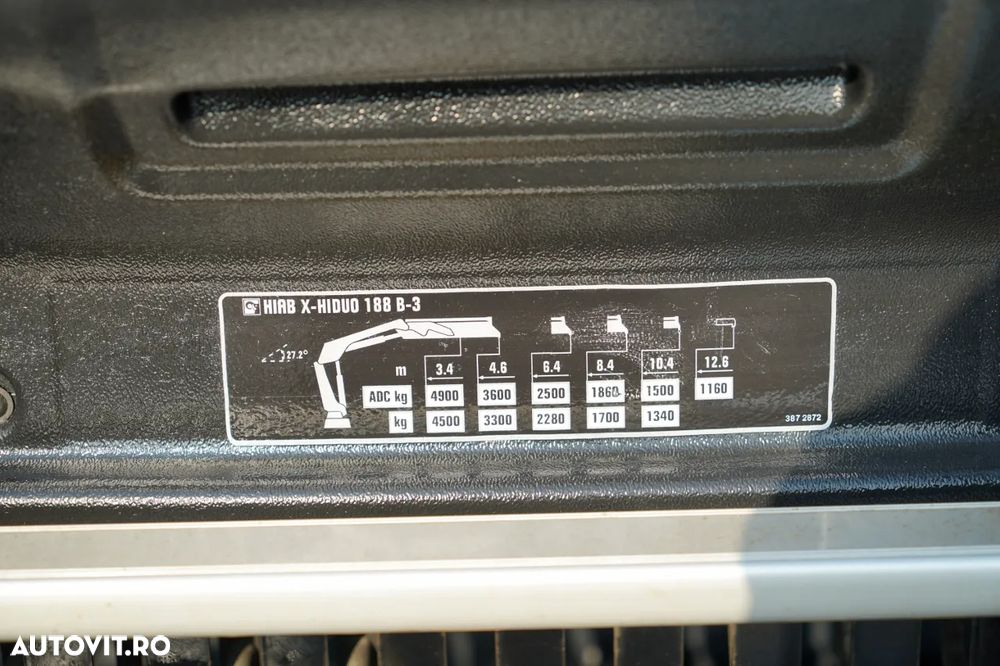 HIAB X-HIDUO 188 B-3
27.2°
m 3.4 4.6 6.4 8.4 10.4 12.6
ADC kg 4900 3600 2500 1860 1500 1160
kg 4500 3300 2280 1700 1340
387 2872
AUTOVIT.RO